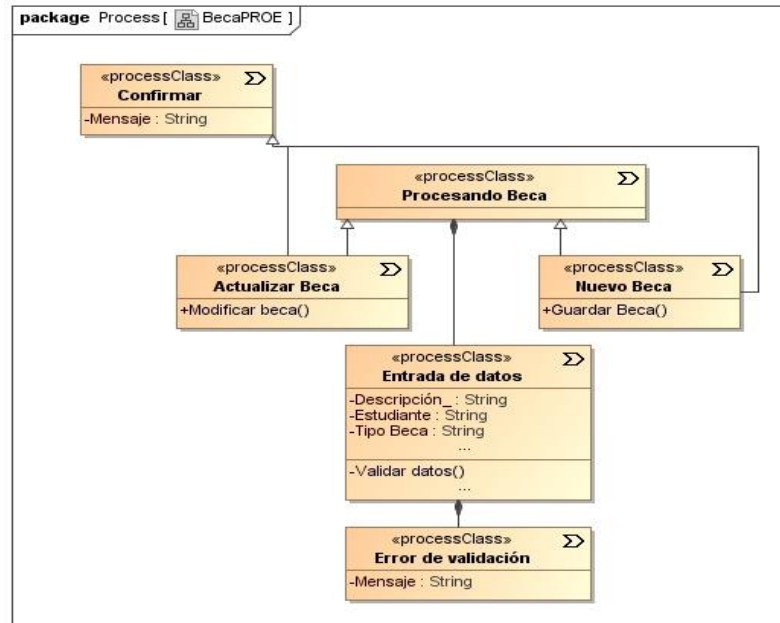 package Process[ BecaPROE ]
«processClass»
Confirmar
-Mensaje : String
«processClass»
Procesando Beca
«processClass»
Actualizar Beca
+Modificar beca()
«processClass»
Nuevo Beca
+Guardar Beca()
«processClass»
Entrada de datos
-Descripción_ : String
-Estudiante : String
-Tipo Beca : String
...
-Validar datos()
...
«processClass»
Error de validación
-Mensaje : String